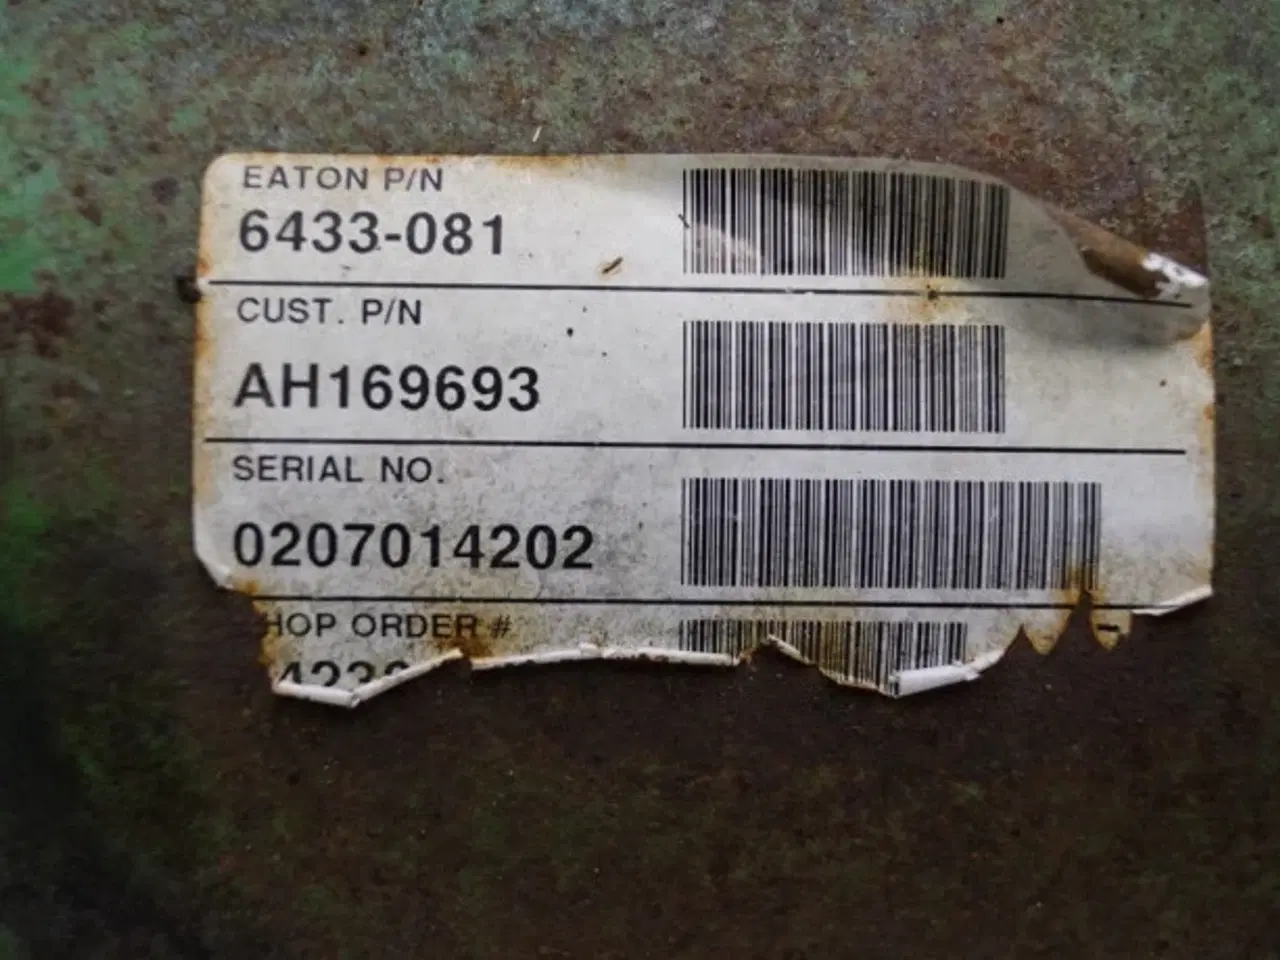 EATON P/N
6433-081
CUST. P/N
AH169693
SERIAL NO.
0207014202
HOP ORDER #